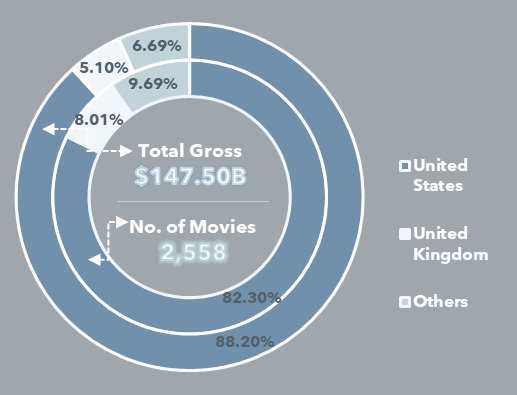 6.69%
5.10%
9.69%
8.01%
Total Gross
$147.50B
No. of Movies
2,558
82.30%
88.20%
United
States
United
Kingdom
Others